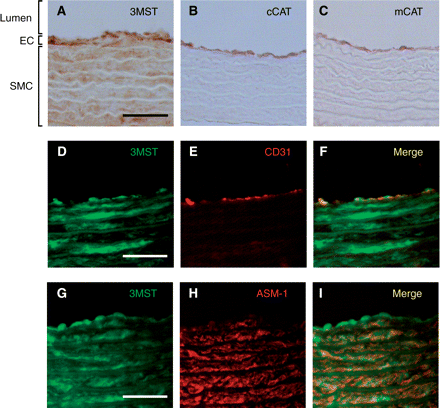 Lumen
EC
SMC
A 3MST
B cCAT
C mCAT
D 3MST
E CD31
F Merge
G 3MST
H ASM-1
I Merge